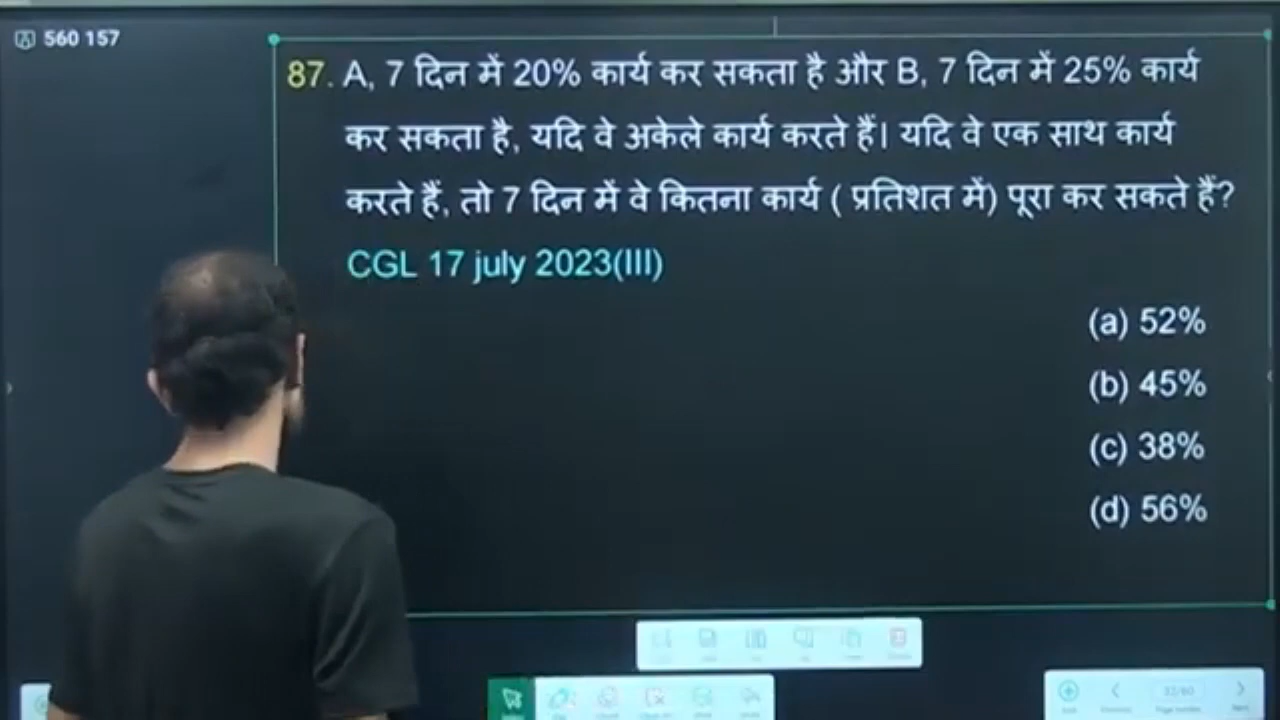 560 157
87. A, 7 दिन में 20% कार्य कर सकता है और B, 7 दिन में 25% कार्य
कर सकता है, यदि वे अकेले कार्य करते हैं। यदि वे एक साथ कार्य
करते हैं, तो 7 दिन में वे कितना कार्य ( प्रतिशत में) पूरा कर सकते हैं?
CGL 17 july 2023(III)
(a) 52%
(b) 45%
(c) 38%
(d) 56%